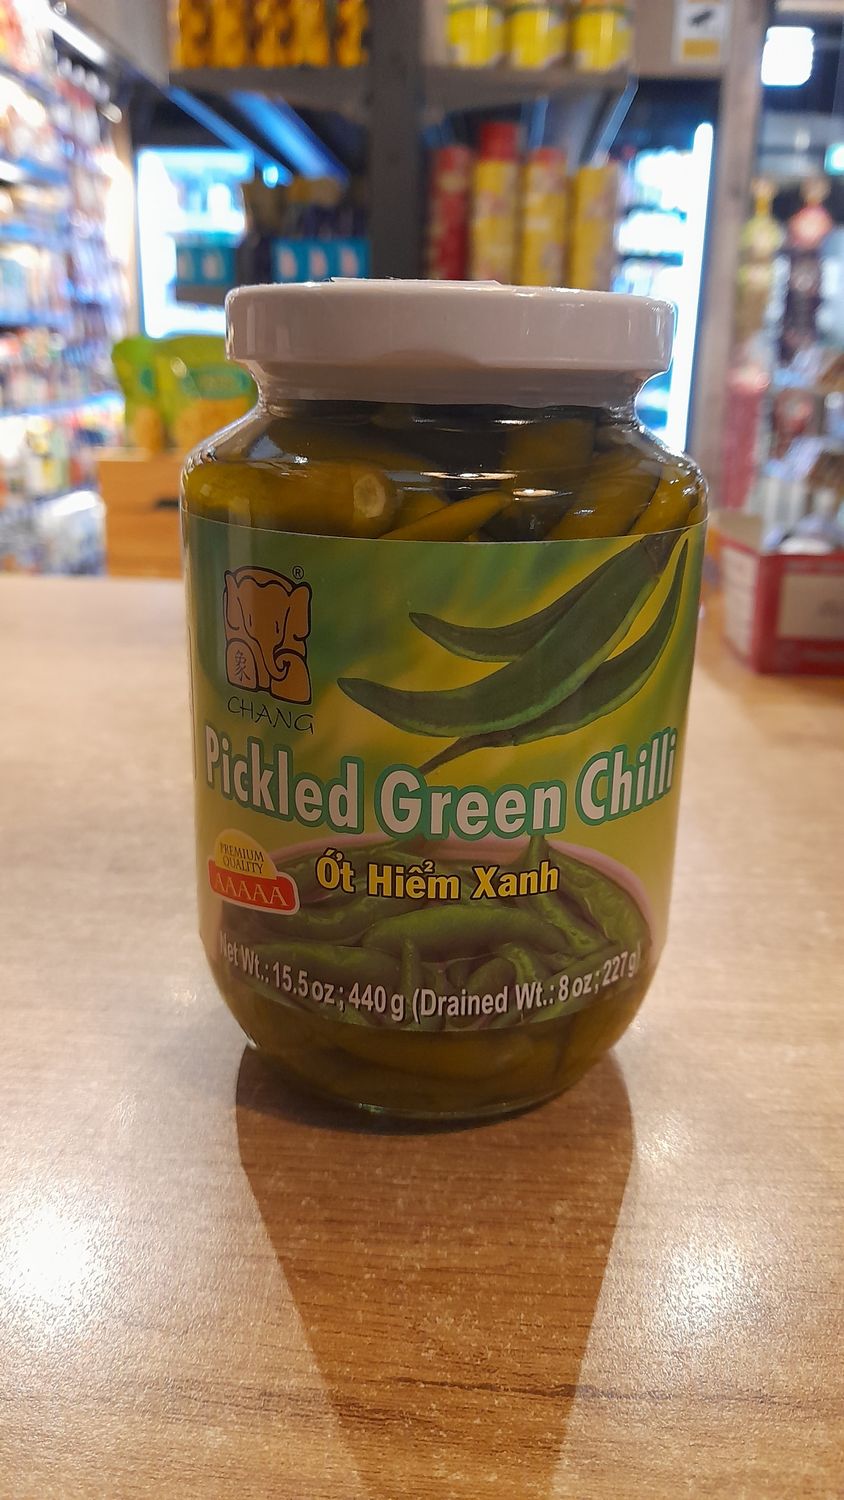 ®
象
CHANG
Pickled Green Chilli
PREMIUM
QUALITY
AAAAA
Ớt Hiểm Xanh
Net Wt.: 15.5 oz ; 440 g (Drained Wt.: 8 oz ; 227 g)